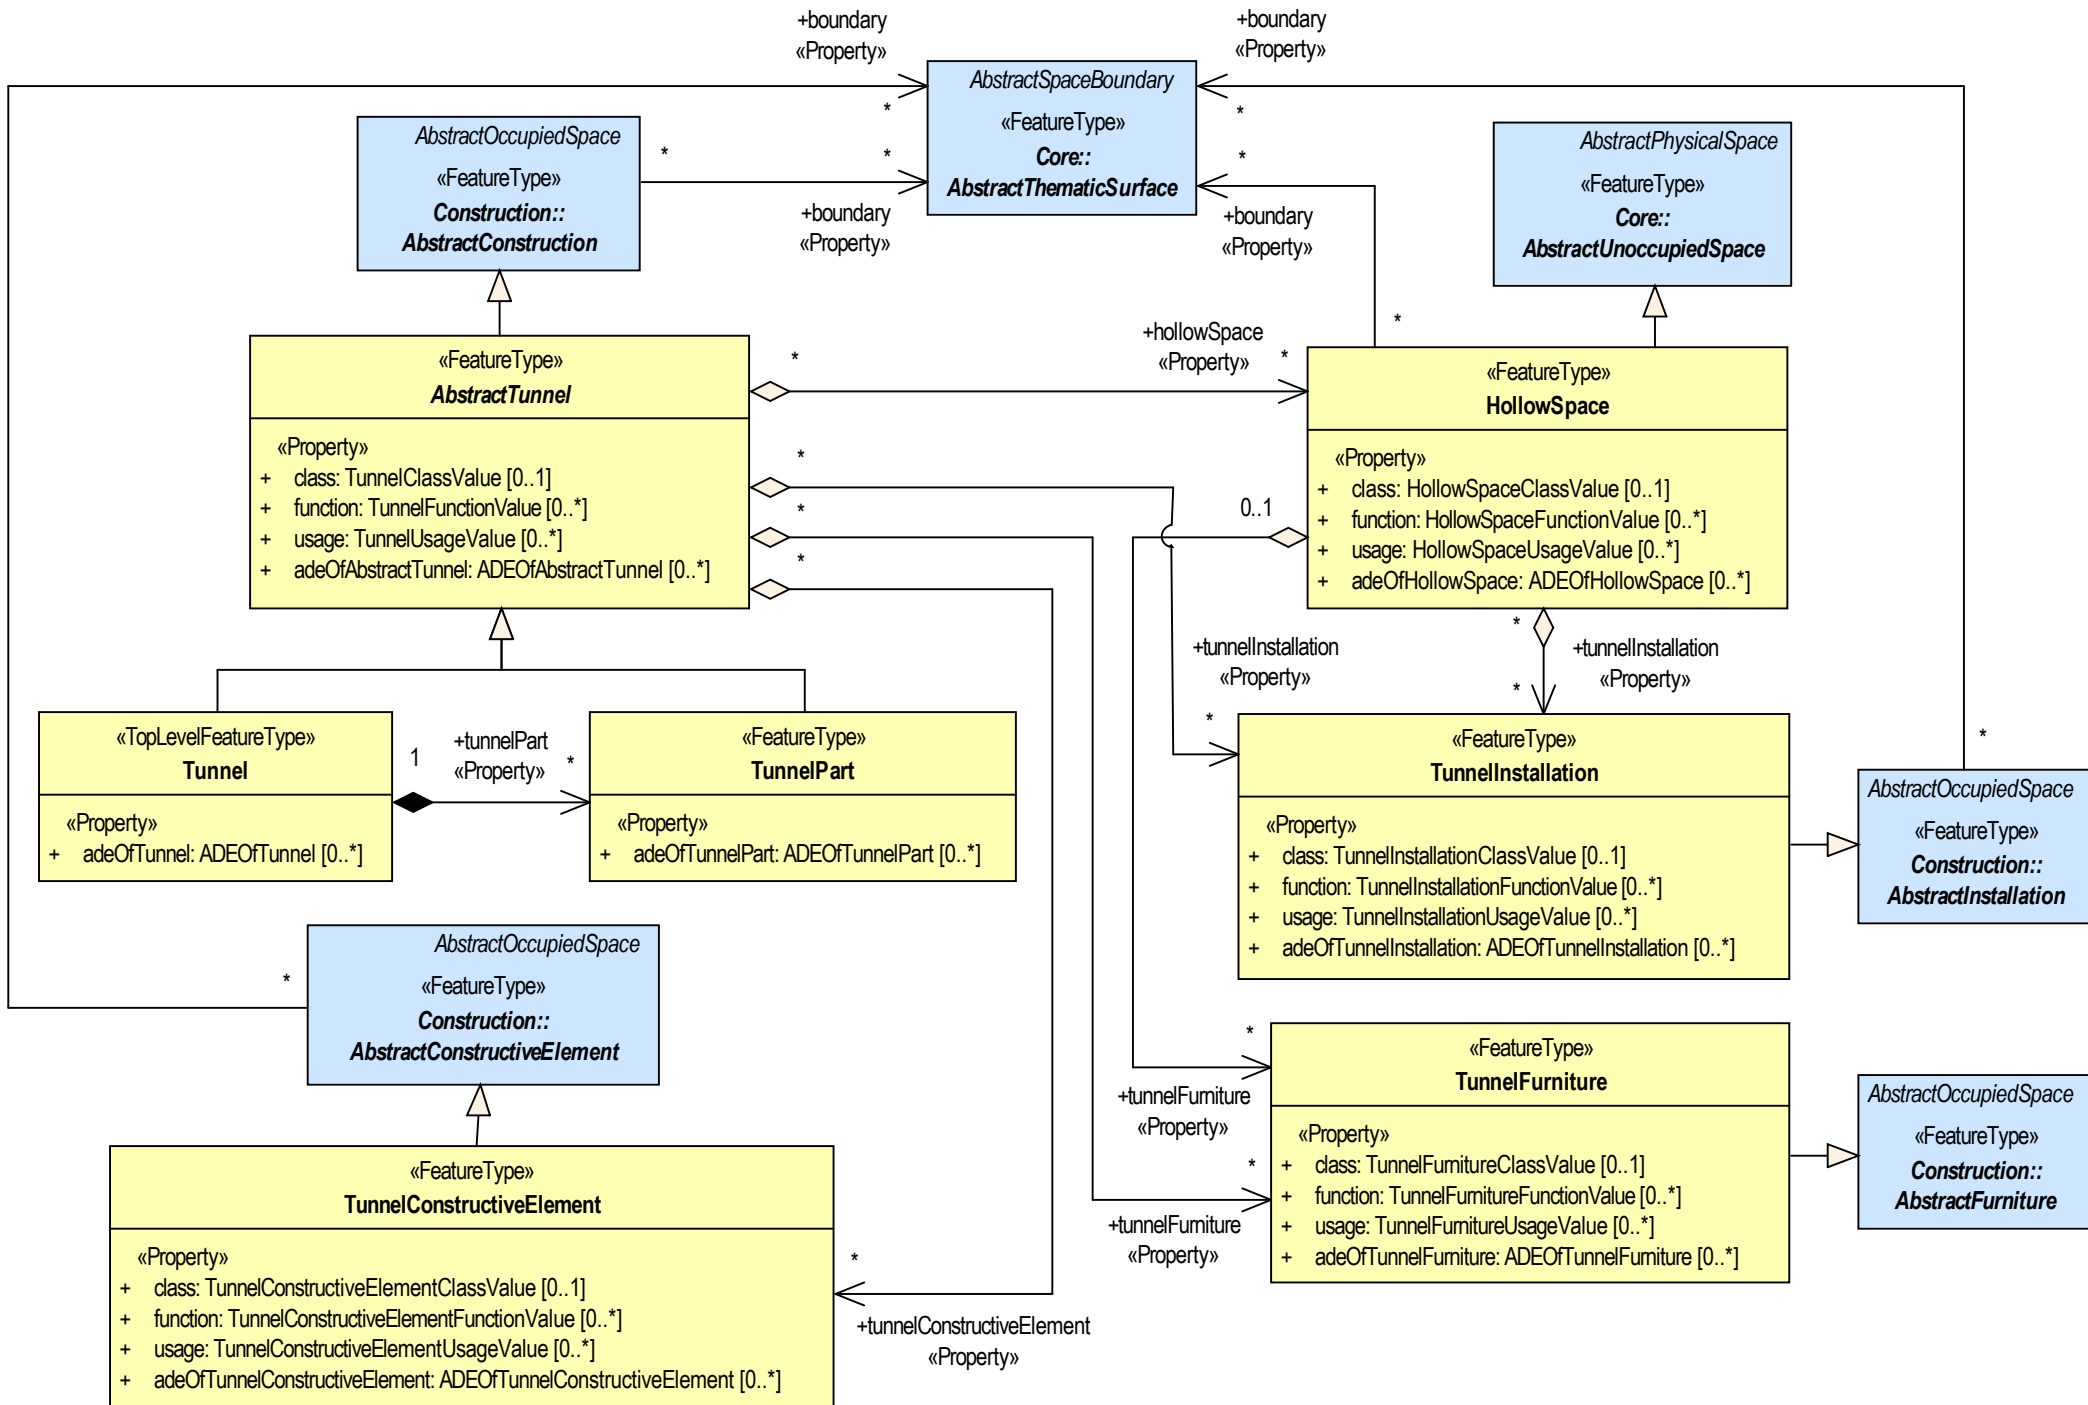 +boundary
«Property»
+boundary
«Property»
AbstractSpaceBoundary
«FeatureType»
Core::
AbstractThematicSurface
*
*
*
*
AbstractOccupiedSpace
«FeatureType»
Construction::
AbstractConstruction
*
+boundary
«Property»
+boundary
«Property»
AbstractPhysicalSpace
«FeatureType»
Core::
AbstractUnoccupiedSpace
*
«FeatureType»
AbstractTunnel
«Property»
+ class: TunnelClassValue [0..1]
+ function: TunnelFunctionValue [0..*]
+ usage: TunnelUsageValue [0..*]
+ adeOfAbstractTunnel: ADEOfAbstractTunnel [0..*]
*
*
*
*
+hollowSpace
«Property»
*
«FeatureType»
HollowSpace
«Property»
+ class: HollowSpaceClassValue [0..1]
+ function: HollowSpaceFunctionValue [0..*]
+ usage: HollowSpaceUsageValue [0..*]
+ adeOfHollowSpace: ADEOfHollowSpace [0..*]
0..1
*
+tunnelInstallation
«Property»
*
+tunnelInstallation
«Property»
*
«TopLevelFeatureType»
Tunnel
«Property»
+ adeOfTunnel: ADEOfTunnel [0..*]
1
+tunnelPart
«Property»
*
«FeatureType»
TunnelPart
«Property»
+ adeOfTunnelPart: ADEOfTunnelPart [0..*]
«FeatureType»
TunnelInstallation
«Property»
+ class: TunnelInstallationClassValue [0..1]
+ function: TunnelInstallationFunctionValue [0..*]
+ usage: TunnelInstallationUsageValue [0..*]
+ adeOfTunnelInstallation: ADEOfTunnelInstallation [0..*]
*
AbstractOccupiedSpace
«FeatureType»
Construction::
AbstractInstallation
*
AbstractOccupiedSpace
«FeatureType»
Construction::
AbstractConstructiveElement
*
+tunnelFurniture
«Property»
*
+tunnelFurniture
«Property»
«FeatureType»
TunnelFurniture
«Property»
+ class: TunnelFurnitureClassValue [0..1]
+ function: TunnelFurnitureFunctionValue [0..*]
+ usage: TunnelFurnitureUsageValue [0..*]
+ adeOfTunnelFurniture: ADEOfTunnelFurniture [0..*]
AbstractOccupiedSpace
«FeatureType»
Construction::
AbstractFurniture
«FeatureType»
TunnelConstructiveElement
«Property»
+ class: TunnelConstructiveElementClassValue [0..1]
+ function: TunnelConstructiveElementFunctionValue [0..*]
+ usage: TunnelConstructiveElementUsageValue [0..*]
+ adeOfTunnelConstructiveElement: ADEOfTunnelConstructiveElement [0..*]
*
+tunnelConstructiveElement
«Property»